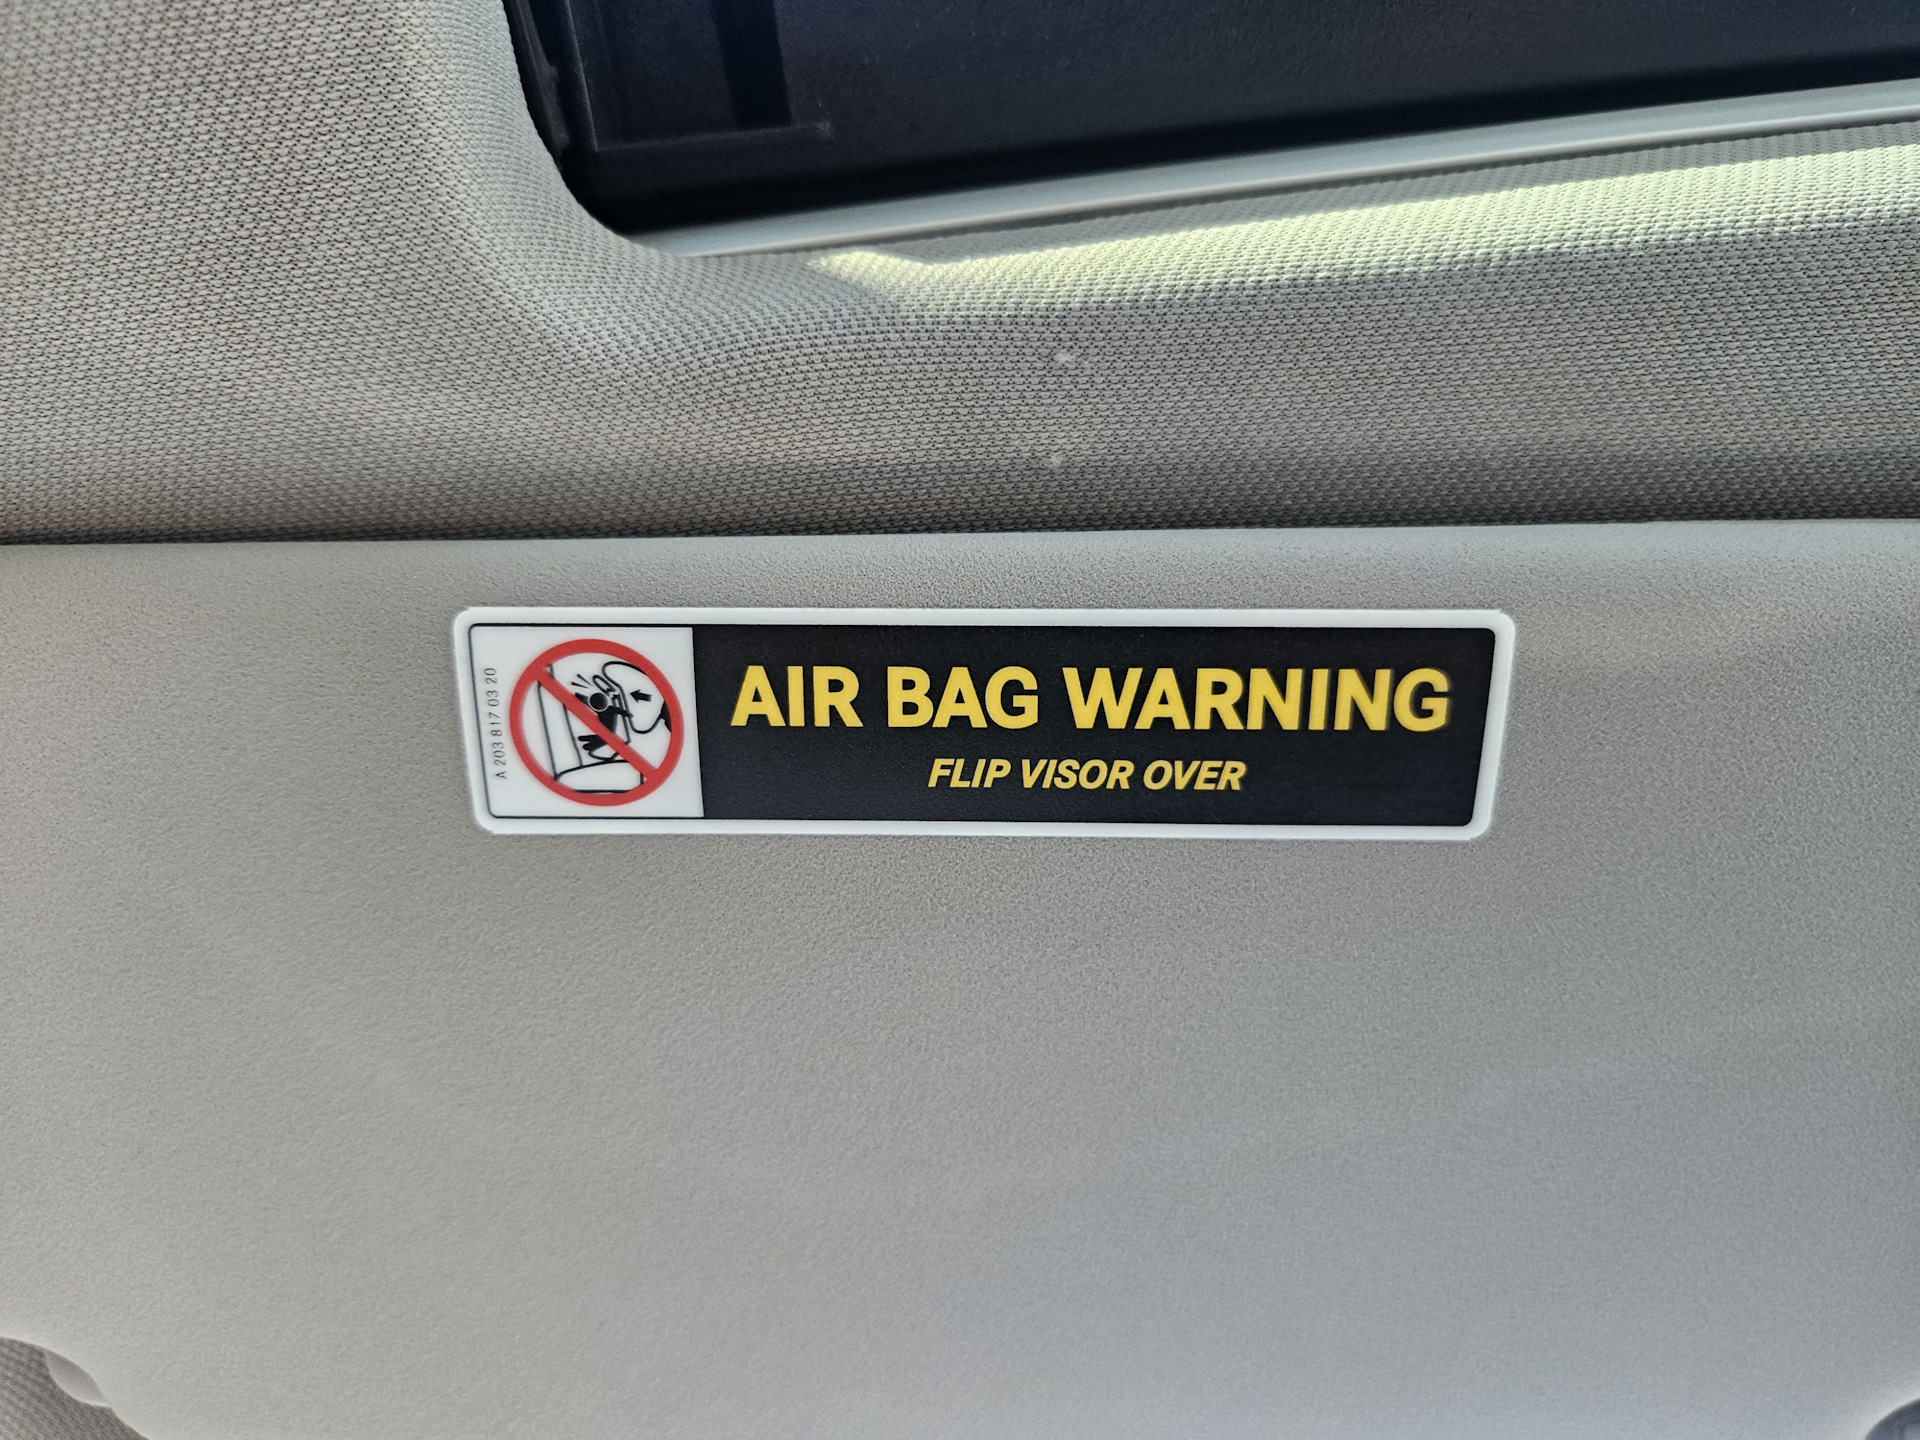 A 203 817 03 20
AIR BAG WARNING
FLIP VISOR OVER